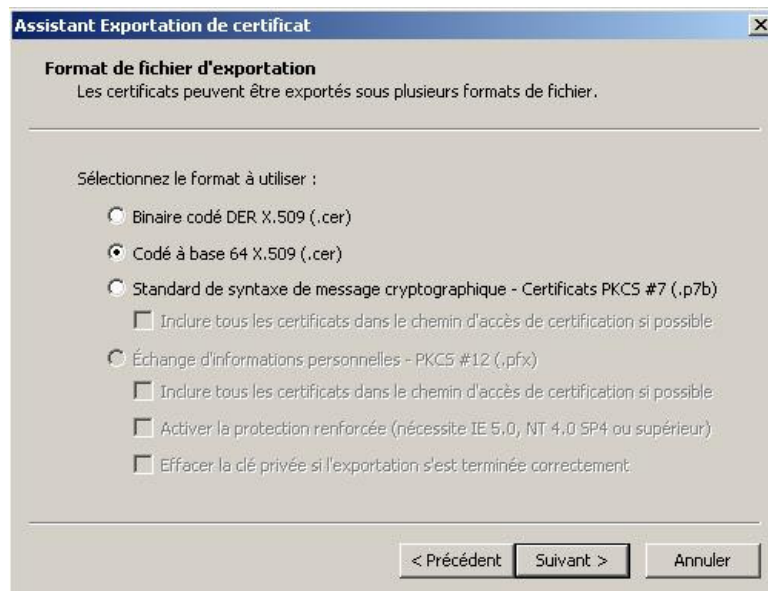 Assistant Exportation de certificat
Format de fichier d'exportation
Les certificats peuvent être exportés sous plusieurs formats de fichier.
Sélectionnez le format à utiliser :
Binaire codé DER X.509 (.cer)
Codé à base 64 X.509 (.cer)
Standard de syntaxe de message cryptographique - Certificats PKCS #7 (.p7b)
Inclure tous les certificats dans le chemin d'accès de certification si possible
Échange d'informations personnelles - PKCS #12 (.pfx)
Inclure tous les certificats dans le chemin d'accès de certification si possible
Activer la protection renforcée (nécessite IE 5.0, NT 4.0 SP4 ou supérieur)
Effacer la clé privée si l'exportation s'est terminée correctement
< Précédent Suivant > Annuler